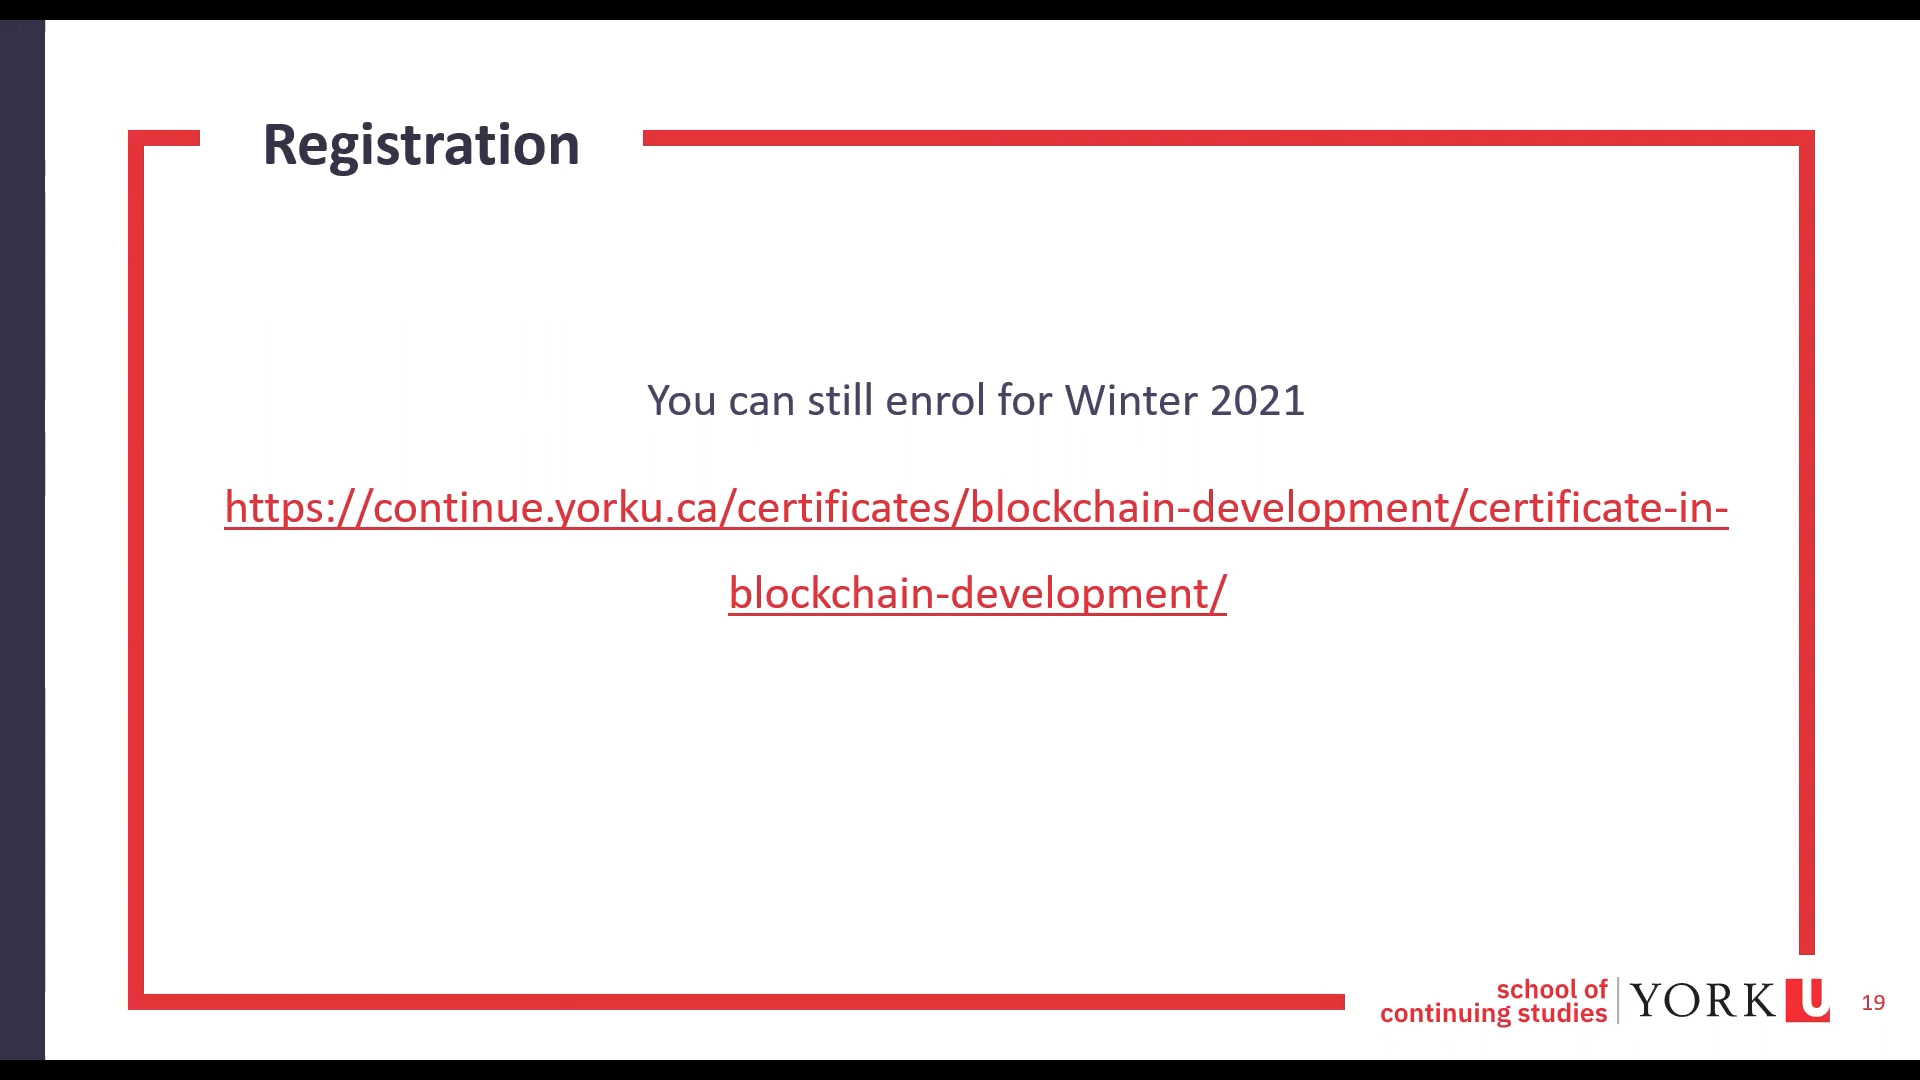 Registration
You can still enrol for Winter 2021
https://continue.yorku.ca/certificates/blockchain-development/certificate-in-
blockchain-development/
school of
continuing studies
YORK U
19